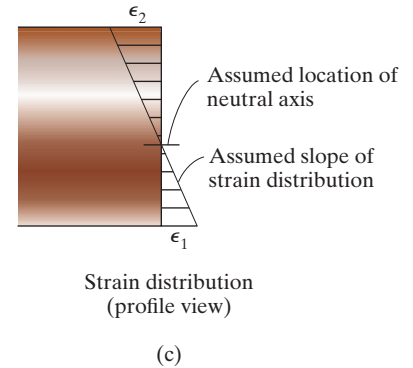 ϵ2
Assumed location of
neutral axis
Assumed slope of
strain distribution
ϵ1
Strain distribution
(profile view)
(c)